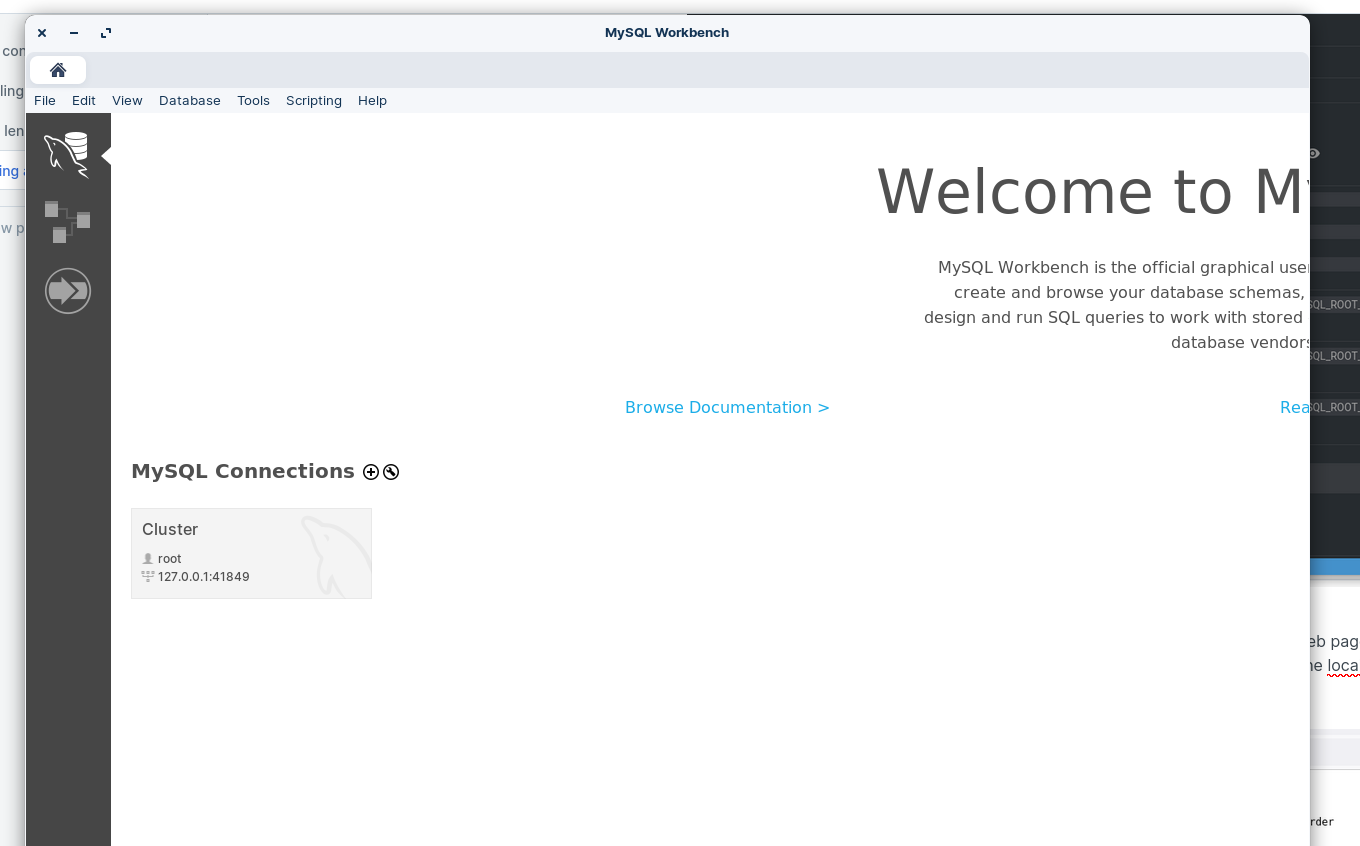 MySQL Workbench
File Edit View Database Tools Scripting Help
con
ling
len
ing
w p
Welcome to M
MySQL Workbench is the official graphical user
create and browse your database schemas,
design and run SQL queries to work with stored
database vendors
Browse Documentation >
Rea
SQL_ROOT_
SQL_ROOT_
SQL_ROOT_
MySQL Connections
Cluster
root
127.0.0.1:41849
eb pag
he loca
rder